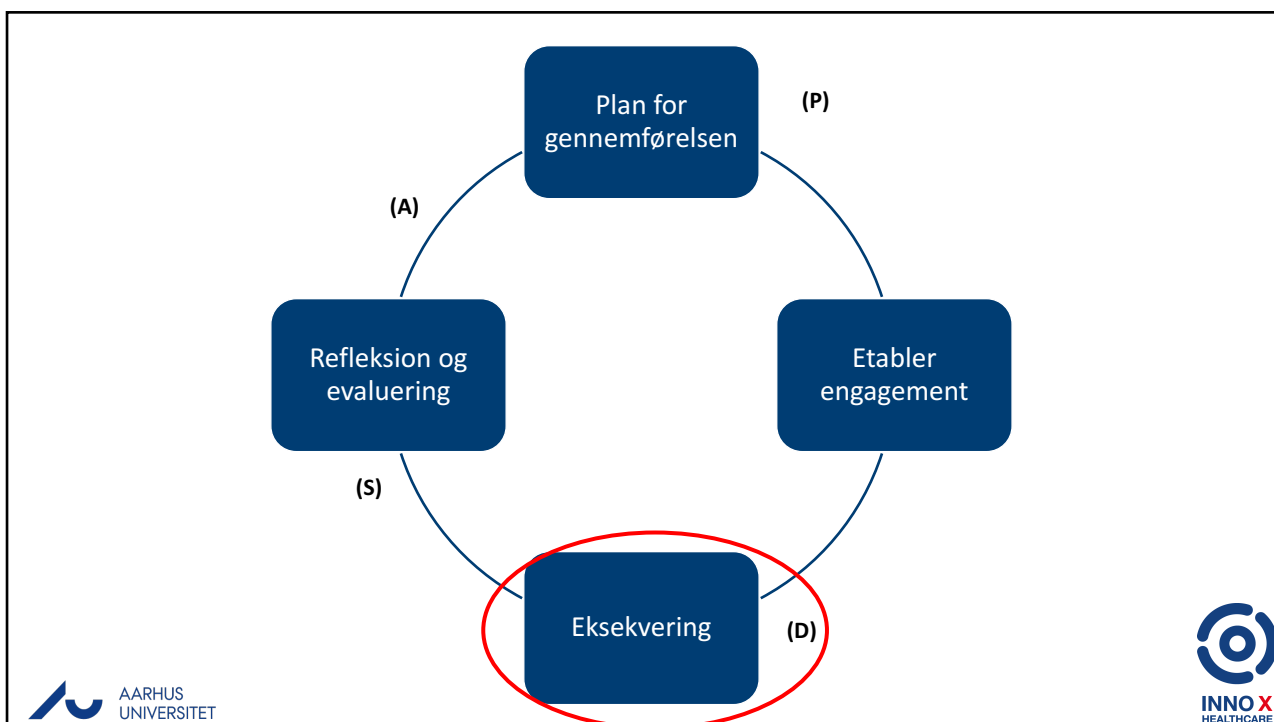 Plan for
gennemførelsen
(P)
(A)
Refleksion og
evaluering
Etabler
engagement
(S)
Eksekvering
(D)
AARHUS
UNIVERSITET
INNO X
HEALTHCARE